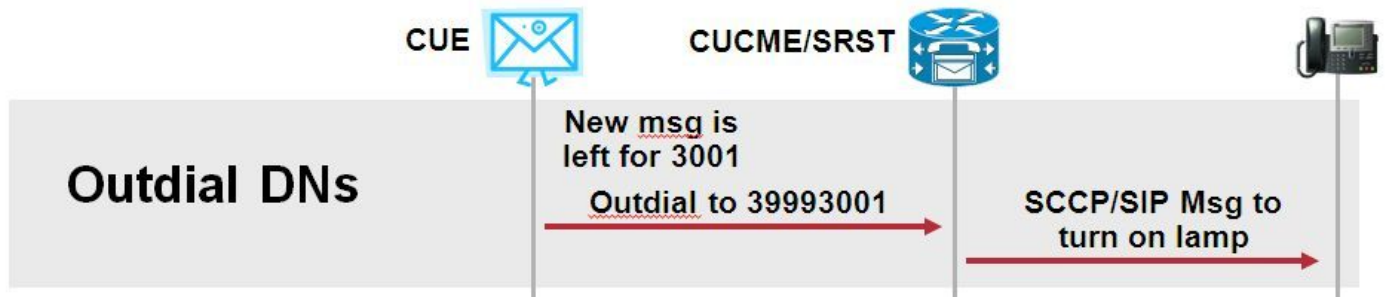 CUE
CUCME/SRST
Outdial DNs
New msg is
left for 3001
Outdial to 39993001
SCCP/SIP Msg to
turn on lamp